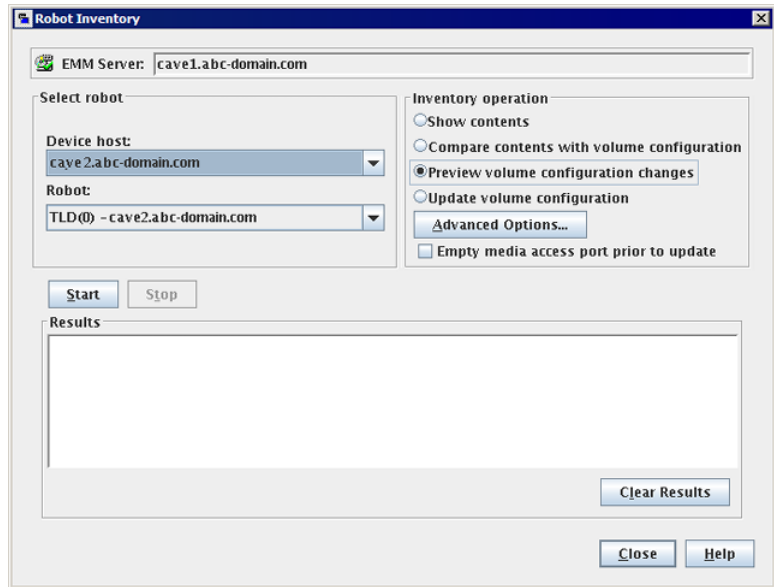 Robot Inventory
EMM Server: cave1.abc-domain.com
Select robot
Device host:
cave2.abc-domain.com
Robot:
TLD(0) - cave2.abc-domain.com
Inventory operation
Show contents
Compare contents with volume configuration
Preview volume configuration changes
Update volume configuration
Advanced Options...
Empty media access port prior to update
Start Stop
Results
Clear Results
Close Help